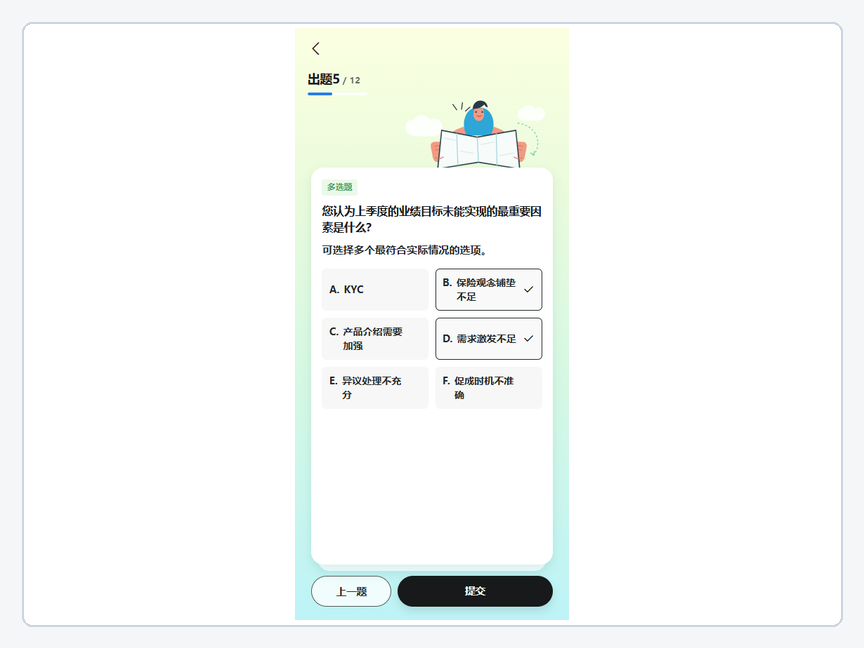 出题5 / 12
多选题
您认为上季度的业绩目标未能实现的最重要因
素是什么?
可选择多个最符合实际情况的选项。
A. KYC
B. 保险观念铺垫
不足
C. 产品介绍需要
加强
D. 需求激发不足
E. 异议处理不充
分
F. 促成时机不准
确
上一题
提交